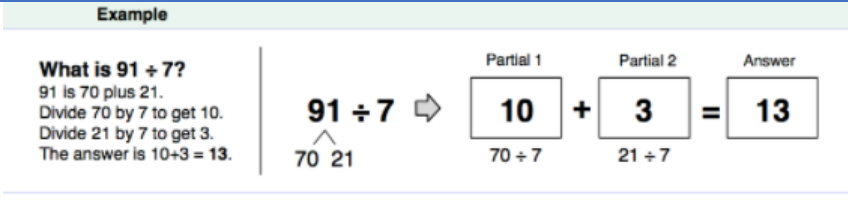 Example
What is 91 ÷ 7?
91 is 70 plus 21.
Divide 70 by 7 to get 10.
Divide 21 by 7 to get 3.
The answer is 10+3 = 13.
91 ÷ 7
70 21
Partial 1 Partial 2 Answer
10 + 3 = 13
70 ÷ 7 21 ÷ 7